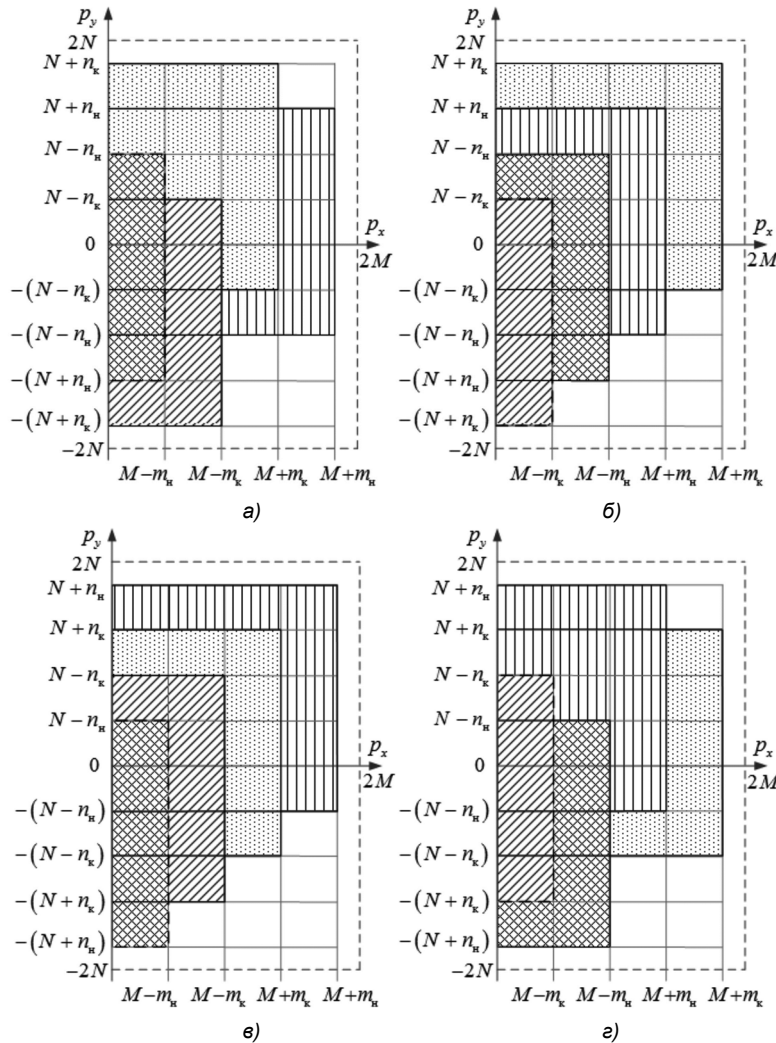 p_y
2N
N + n_к
N + n_н
N − n_н
N − n_к
0
−(N − n_к)
−(N − n_н)
−(N + n_н)
−(N + n_к)
−2N
p_x
2M
M − m_н M − m_к M + m_к M + m_н
а)
p_y
2N
N + n_к
N + n_н
N − n_н
N − n_к
0
−(N − n_к)
−(N − n_н)
−(N + n_н)
−(N + n_к)
−2N
p_x
2M
M − m_к M − m_н M + m_н M + m_к
б)
p_y
2N
N + n_н
N + n_к
N − n_к
N − n_н
0
−(N − n_н)
−(N − n_к)
−(N + n_к)
−(N + n_н)
−2N
p_x
2M
M − m_н M − m_к M + m_к M + m_н
в)
p_y
2N
N + n_н
N + n_к
N − n_к
N − n_н
0
−(N − n_н)
−(N − n_к)
−(N + n_к)
−(N + n_н)
−2N
p_x
2M
M − m_к M − m_н M + m_н M + m_к
г)